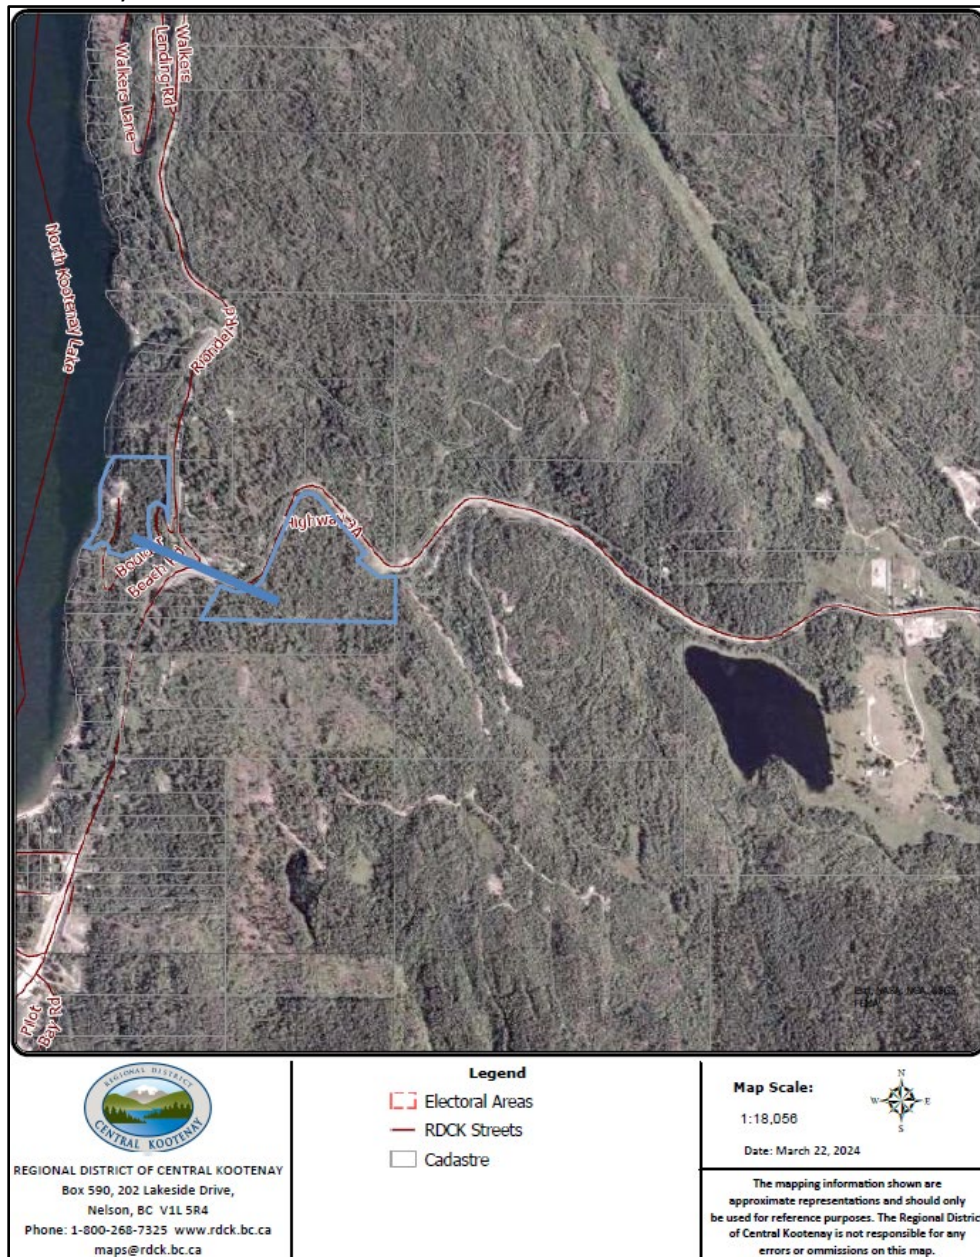 Walkers Lane
Walkers
Landing Rd
North Kootenay Lake
Riondel Rd
Highway 3A
Boulder
Beach Rd
Pilot
Bay Rd
REGIONAL DISTRICT
CENTRAL KOOTENAY
REGIONAL DISTRICT OF CENTRAL KOOTENAY
Box 590, 202 Lakeside Drive,
Nelson, BC V1L 5R4
Phone: 1-800-268-7325 www.rdck.bc.ca
maps@rdck.bc.ca
Legend
Electoral Areas
RDCK Streets
Cadastre
Map Scale:
1:18,056
N
W
E
S
Date: March 22, 2024
The mapping information shown are
approximate representations and should only
be used for reference purposes. The Regional Distric
of Central Kootenay is not responsible for any
errors or ommissions on this map.